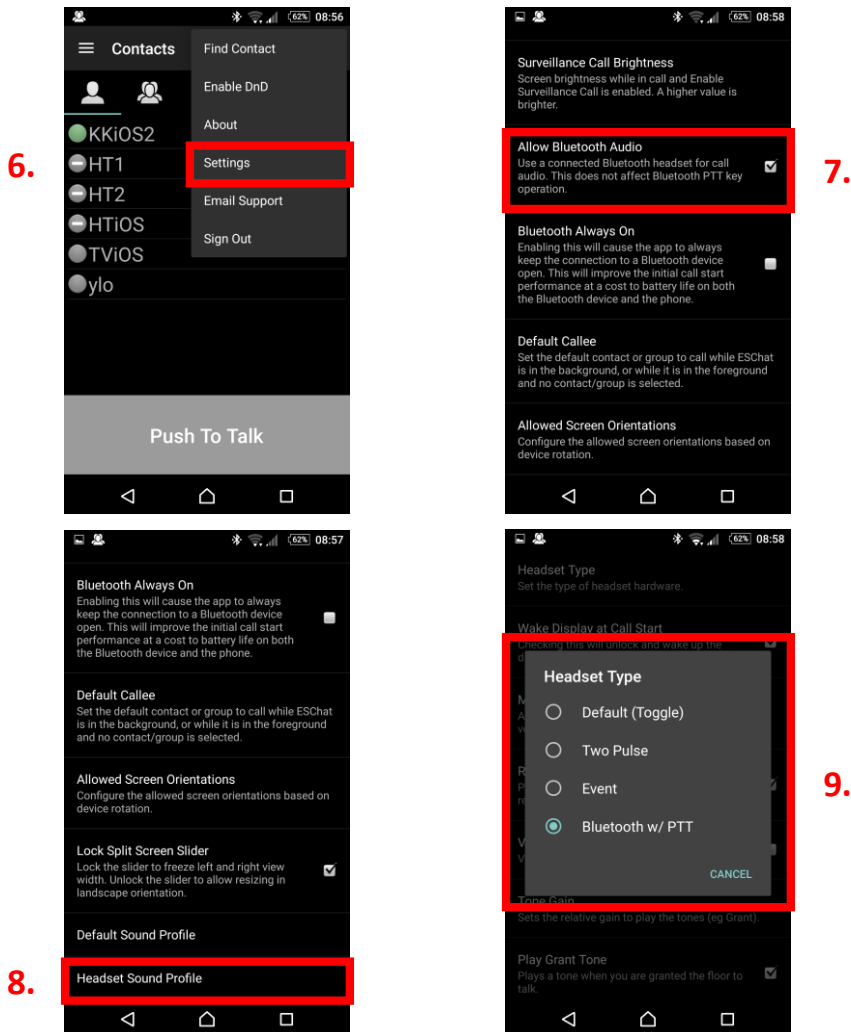 62% 08:56
Contacts
Find Contact
Enable DnD
About
Settings
Email Support
Sign Out
KKiOS2
HT1
HT2
HTiOS
TViOS
ylo
Push To Talk
6.
62% 08:58
Surveillance Call Brightness
Screen brightness while in call and Enable
Surveillance Call is enabled. A higher value is
brighter.
Allow Bluetooth Audio
Use a connected Bluetooth headset for call
audio. This does not affect Bluetooth PTT key
operation.
Bluetooth Always On
Enabling this will cause the app to always
keep the connection to a Bluetooth device
open. This will improve the initial call start
performance at a cost to battery life on both
the Bluetooth device and the phone.
Default Callee
Set the default contact or group to call while ESChat
is in the background, or while it is in the foreground
and no contact/group is selected.
Allowed Screen Orientations
Configure the allowed screen orientations based on
device rotation.
7.
62% 08:57
Bluetooth Always On
Enabling this will cause the app to always
keep the connection to a Bluetooth device
open. This will improve the initial call start
performance at a cost to battery life on both
the Bluetooth device and the phone.
Default Callee
Set the default contact or group to call while ESChat
is in the background, or while it is in the foreground
and no contact/group is selected.
Allowed Screen Orientations
Configure the allowed screen orientations based on
device rotation.
Lock Split Screen Slider
Lock the slider to freeze left and right view
width. Unlock the slider to allow resizing in
landscape orientation.
Default Sound Profile
Headset Sound Profile
8.
62% 08:58
Headset Type
Set the type of headset hardware.
Wake Display at Call Start
Checking this will unlock and wake up the
Headset Type
Default (Toggle)
Two Pulse
Event
Bluetooth w/ PTT
CANCEL
Tone Gain
Sets the relative gain to play the tones (eg Grant).
Play Grant Tone
Plays a tone when you are granted the floor to
talk.
9.